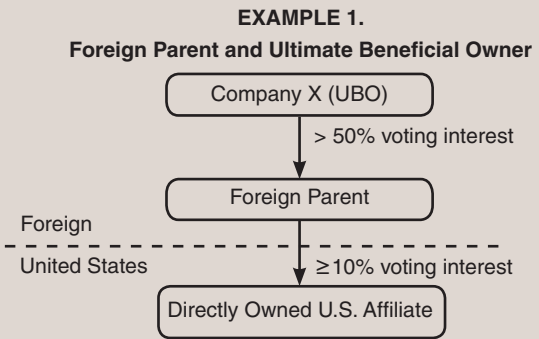 EXAMPLE 1.
Foreign Parent and Ultimate Beneficial Owner
Company X (UBO)
> 50% voting interest
Foreign Parent
Foreign
United States
≥10% voting interest
Directly Owned U.S. Affiliate